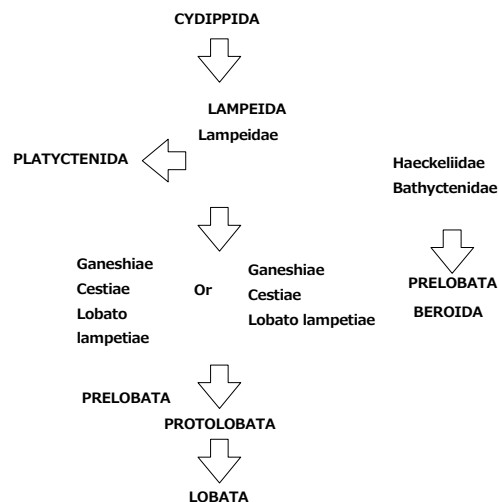 CYDIPPIDA
LAMPEIDA
Lampeidae
PLATYCTENIDA
Haeckeliidae
Bathyctenidae
Ganeshiae
Cestiae
Lobato
lampetiae
Or
Ganeshiae
Cestiae
Lobato lampetiae
PRELOBATA
BEROIDA
PRELOBATA
PROTOLOBATA
LOBATA